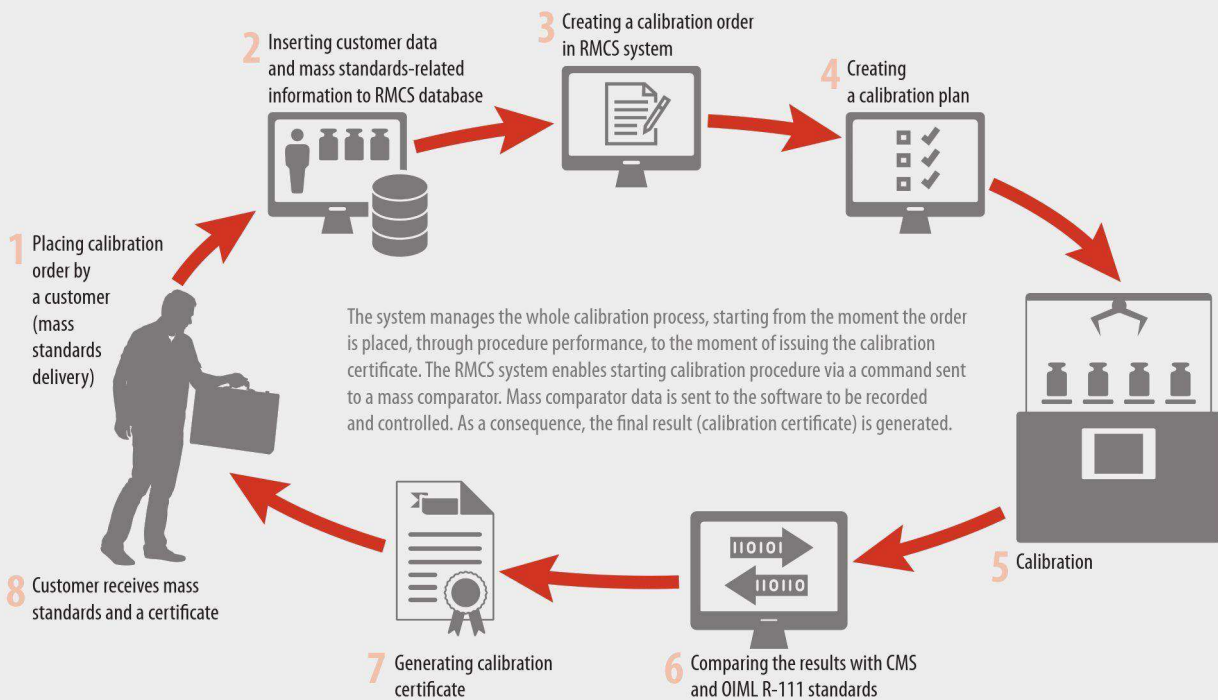 1 Placing calibration
order by
a customer
(mass
standards
delivery)
2 Inserting customer data
and mass standards-related
information to RMCS database
3 Creating a calibration order
in RMCS system
4 Creating
a calibration plan
The system manages the whole calibration process, starting from the moment the order
is placed, through procedure performance, to the moment of issuing the calibration
certificate. The RMCS system enables starting calibration procedure via a command sent
to a mass comparator. Mass comparator data is sent to the software to be recorded
and controlled. As a consequence, the final result (calibration certificate) is generated.
5 Calibration
110101
110110
6 Comparing the results with CMS
and OIML R-111 standards
7 Generating calibration
certificate
8 Customer receives mass
standards and a certificate